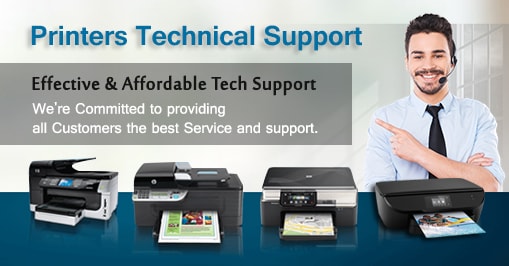 Printers Technical Support
Effective & Affordable Tech Support
We're Committed to providing
all Customers the best Service and support.